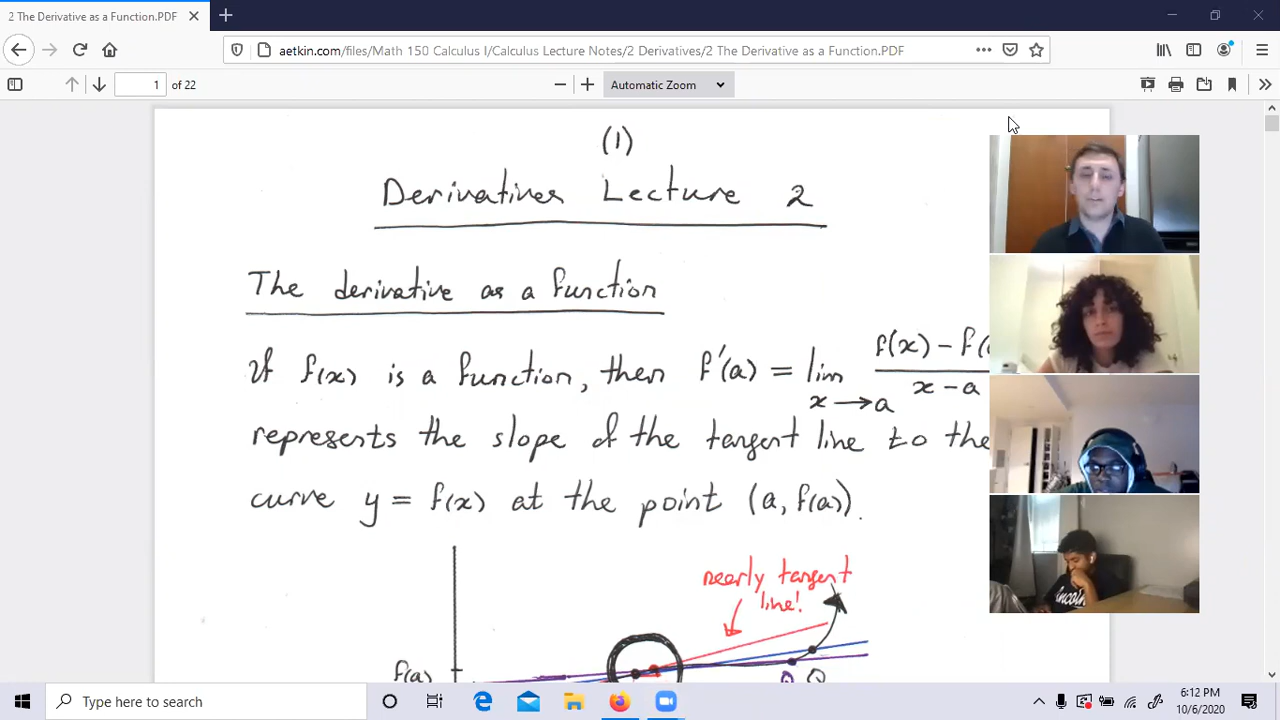 2 The Derivative as a Function.PDF
aetkin.com/files/Math 150 Calculus I/Calculus Lecture Notes/2 Derivatives/2 The Derivative as a Function.PDF
1 of 22
Automatic Zoom
(1)
Derivatives Lecture 2
The derivative as a function
If f(x) is a function, then f'(a) = lim x→a f(x) - f( / x - a
represents the slope of the tangent line to the
curve y = f(x) at the point (a, f(a)).
nearly tangent
line!
f(a)
Q
Lincoln
Type here to search
6:12 PM
10/6/2020